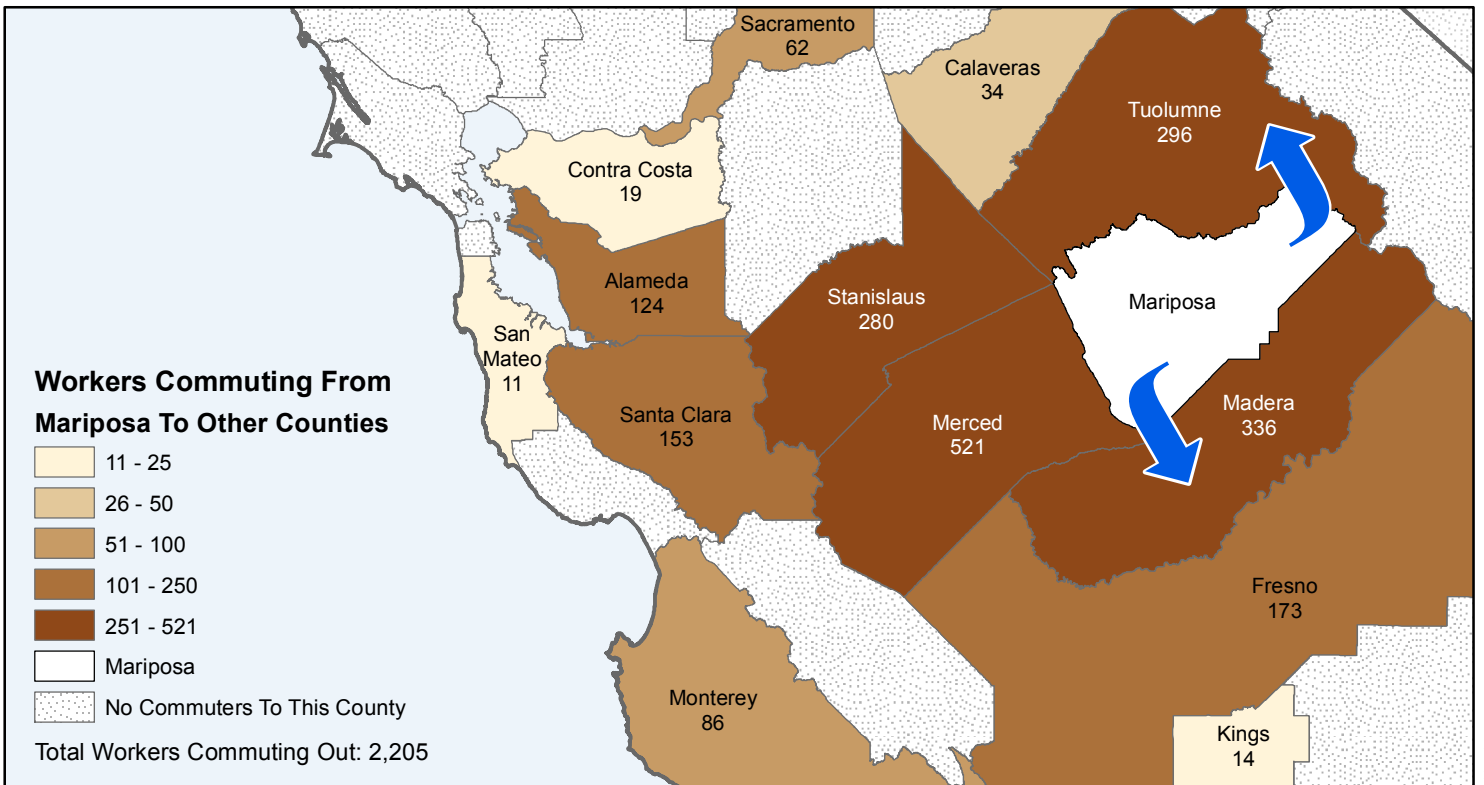 Sacramento
62
Calaveras
34
Tuolumne
296
Contra Costa
19
Alameda
124
Stanislaus
280
Mariposa
San
Mateo
11
Santa Clara
153
Merced
521
Madera
336
Fresno
173
Monterey
86
Kings
14
Workers Commuting From
Mariposa To Other Counties
11 - 25
26 - 50
51 - 100
101 - 250
251 - 521
Mariposa
No Commuters To This County
Total Workers Commuting Out: 2,205